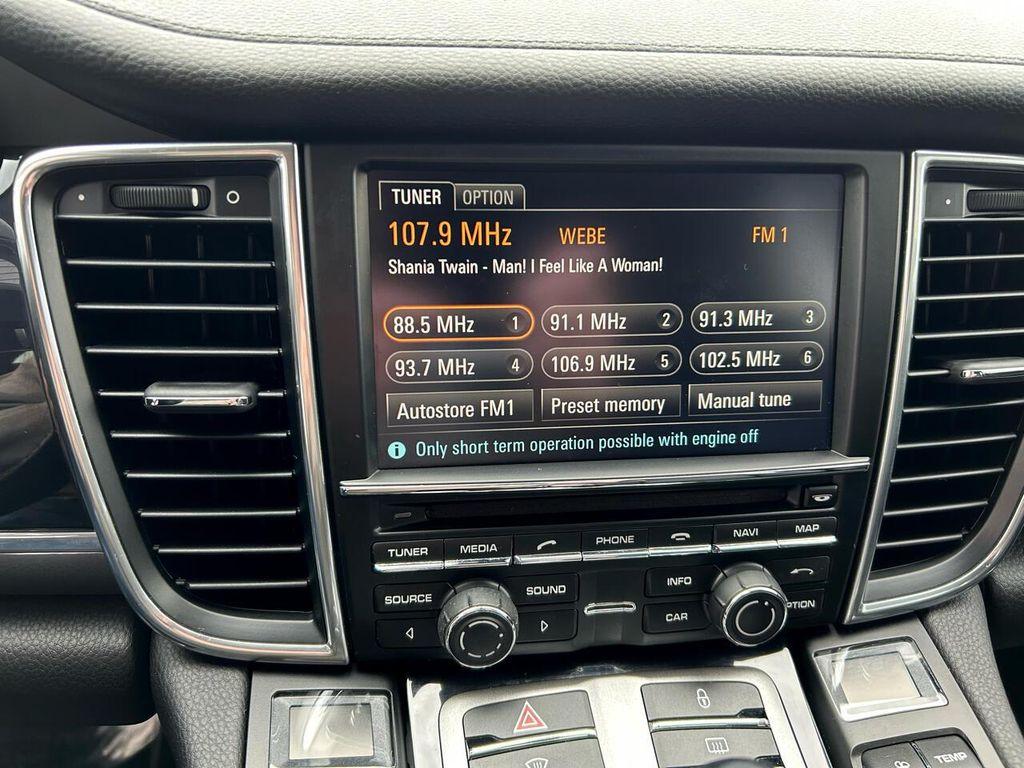 TUNER OPTION
107.9 MHz WEBE FM 1
Shania Twain - Man! I Feel Like A Woman!
88.5 MHz 1 91.1 MHz 2 91.3 MHz 3
93.7 MHz 4 106.9 MHz 5 102.5 MHz 6
Autostore FM1 Preset memory Manual tune
i Only short term operation possible with engine off
TUNER MEDIA PHONE NAVI MAP
SOURCE SOUND INFO
CAR PTION
TEMP